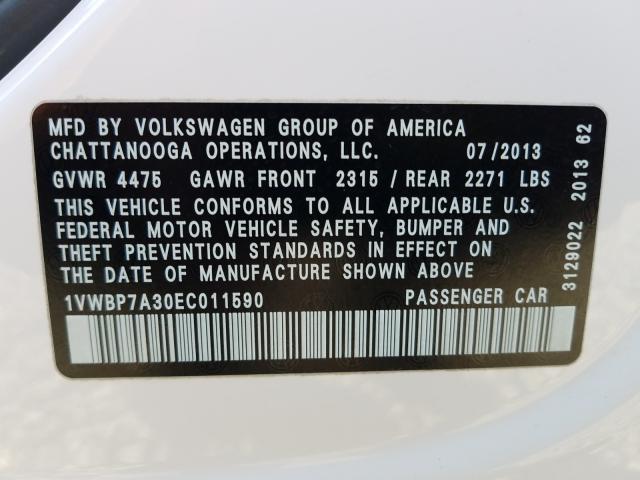 MFD BY VOLKSWAGEN GROUP OF AMERICA
CHATTANOOGA OPERATIONS, LLC. 07/2013
GVWR 4475 GAWR FRONT 2315 / REAR 2271 LBS
THIS VEHICLE CONFORMS TO ALL APPLICABLE U.S.
FEDERAL MOTOR VEHICLE SAFETY, BUMPER AND
THEFT PREVENTION STANDARDS IN EFFECT ON
THE DATE OF MANUFACTURE SHOWN ABOVE
1VWBP7A30EC011590 PASSENGER CAR
3129022 2013 62